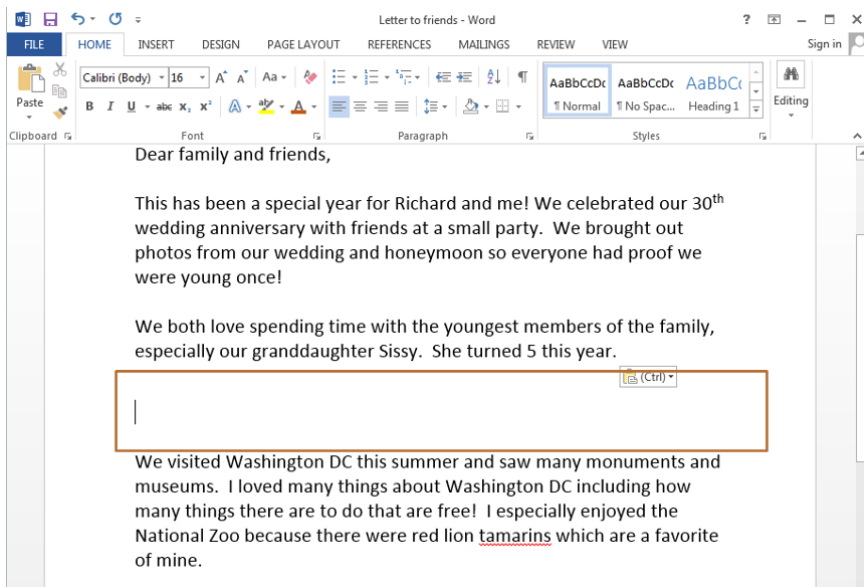 Letter to friends - Word
FILE HOME INSERT DESIGN PAGE LAYOUT REFERENCES MAILINGS REVIEW VIEW Sign in
Paste
Calibri (Body) 16
AaBbCcDc AaBbCcDc AaBbCc
¶ Normal ¶ No Spac... Heading 1
Editing
Clipboard Font Paragraph Styles
Dear family and friends,
This has been a special year for Richard and me! We celebrated our 30th
wedding anniversary with friends at a small party. We brought out
photos from our wedding and honeymoon so everyone had proof we
were young once!
We both love spending time with the youngest members of the family,
especially our granddaughter Sissy. She turned 5 this year.
(Ctrl)
We visited Washington DC this summer and saw many monuments and
museums. I loved many things about Washington DC including how
many things there are to do that are free! I especially enjoyed the
National Zoo because there were red lion tamarins which are a favorite
of mine.